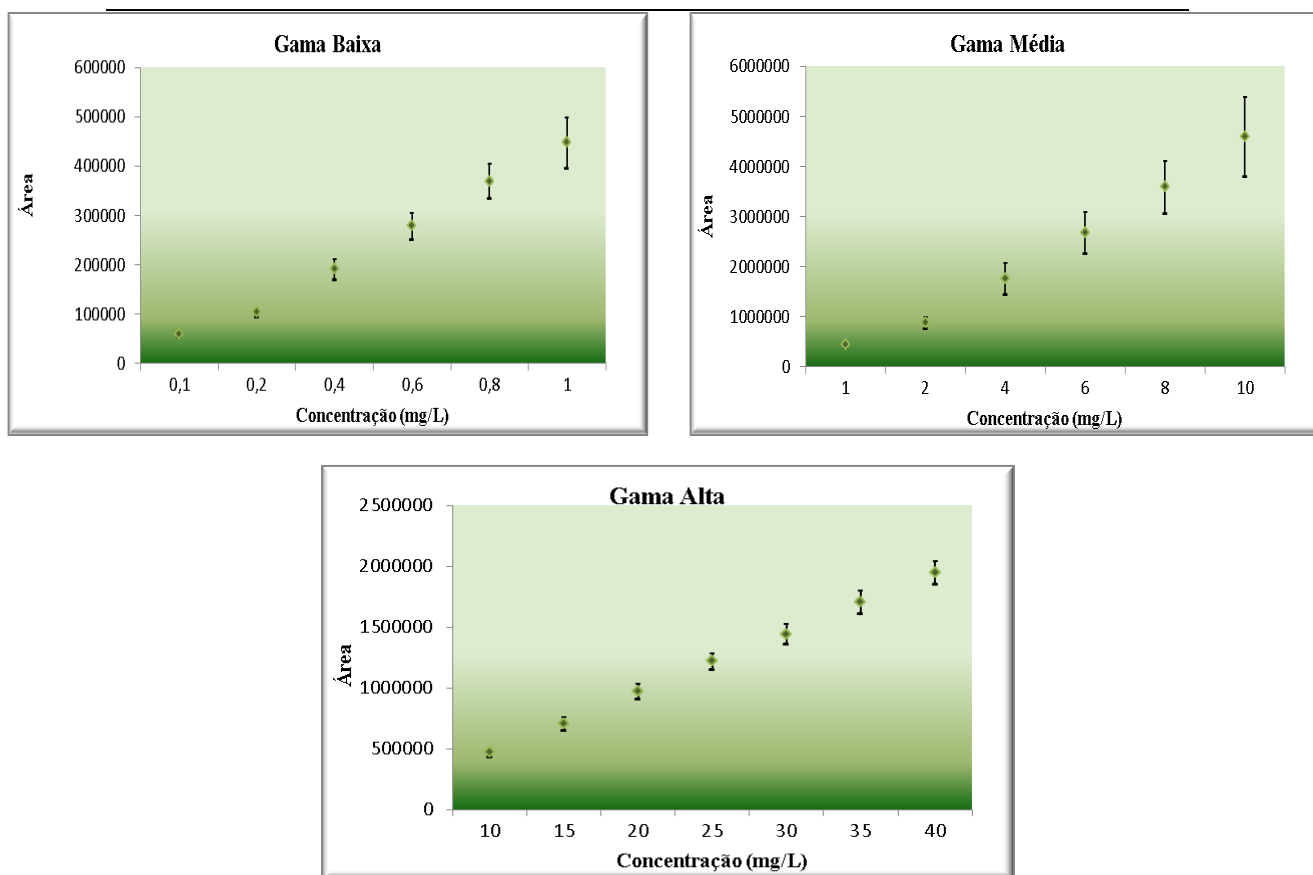 Gama Baixa
600000
500000
400000
300000
200000
100000
0
Área
0,1 0,2 0,4 0,6 0,8 1
Concentração (mg/L)
Gama Média
6000000
5000000
4000000
3000000
2000000
1000000
0
Área
1 2 4 6 8 10
Concentração (mg/L)
Gama Alta
2500000
2000000
1500000
1000000
500000
0
Área
10 15 20 25 30 35 40
Concentração (mg/L)